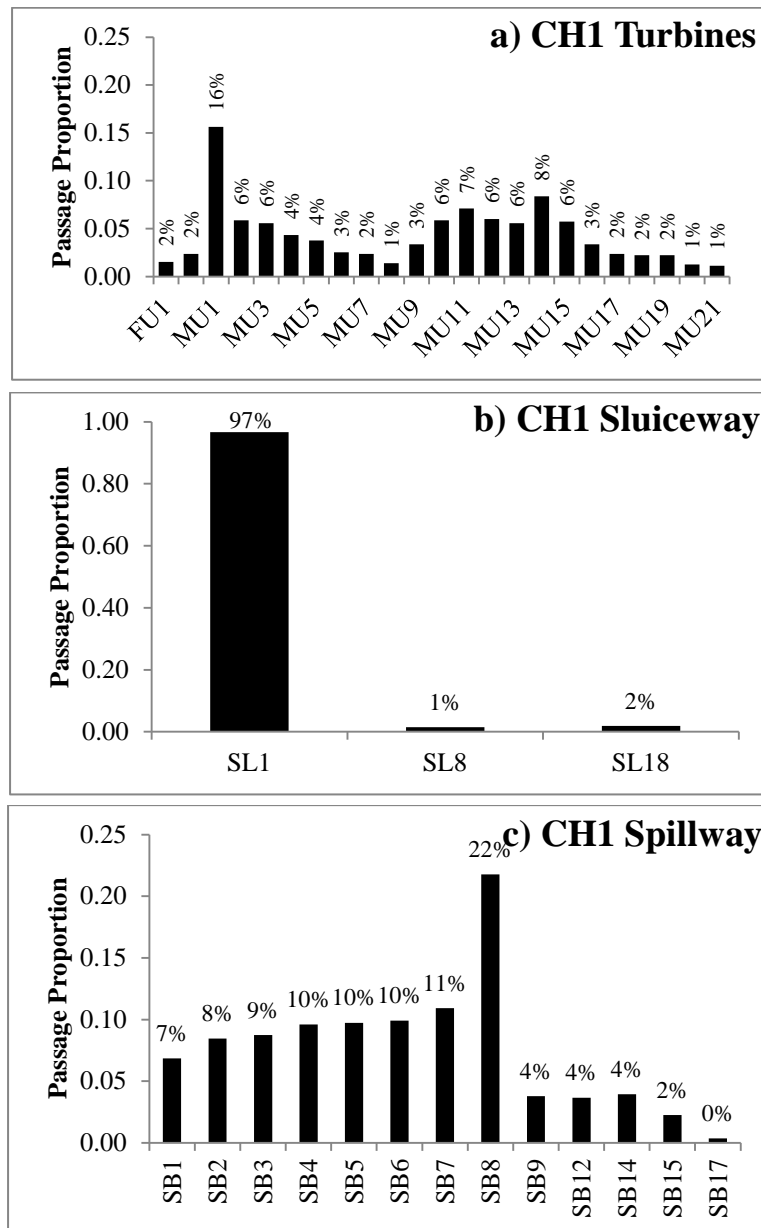 a) CH1 Turbines
Passage Proportion
0.25
0.20
0.15
0.10
0.05
0.00
2% 2% 16% 6% 6% 4% 4% 3% 2% 1% 3% 6% 7% 6% 6% 8% 6% 3% 2% 2% 2% 1% 1%
FU1 MU1 MU3 MU5 MU7 MU9 MU11 MU13 MU15 MU17 MU19 MU21
b) CH1 Sluiceway
Passage Proportion
1.00
0.80
0.60
0.40
0.20
0.00
97% 1% 2%
SL1 SL8 SL18
c) CH1 Spillway
Passage Proportion
0.25
0.20
0.15
0.10
0.05
0.00
7% 8% 9% 10% 10% 10% 11% 22% 4% 4% 4% 2% 0%
SB1 SB2 SB3 SB4 SB5 SB6 SB7 SB8 SB9 SB12 SB14 SB15 SB17